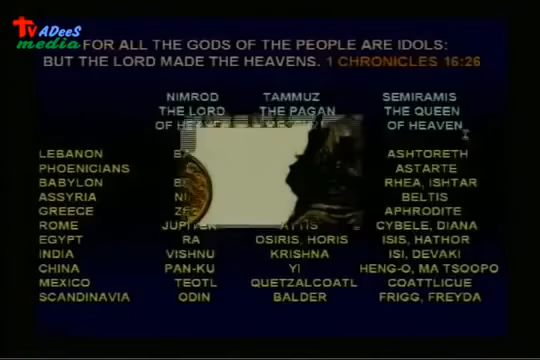 Tv ADeeS
media
FOR ALL THE GODS OF THE PEOPLE ARE IDOLS:
BUT THE LORD MADE THE HEAVENS. 1 CHRONICLES 16:26
NIMROD TAMMUZ SEMIRAMIS
THE LORD THE PAGAN THE QUEEN
OF OF HEAVEN
LEBANON ASHTORETH
PHOENICIANS ASTARTE
BABYLON RHEA, ISHTAR
ASSYRIA BELTIS
GREECE APHRODITE
ROME JUPITER ATTIS CYBELE, DIANA
EGYPT RA OSIRIS, HORIS ISIS, HATHOR
INDIA VISHNU KRISHNA ISI, DEVAKI
CHINA PAN-KU YI HENG-O, MA TSOOPO
MEXICO TEOTL QUETZALCOATL COATTLICUE
SCANDINAVIA ODIN BALDER FRIGG, FREYDA